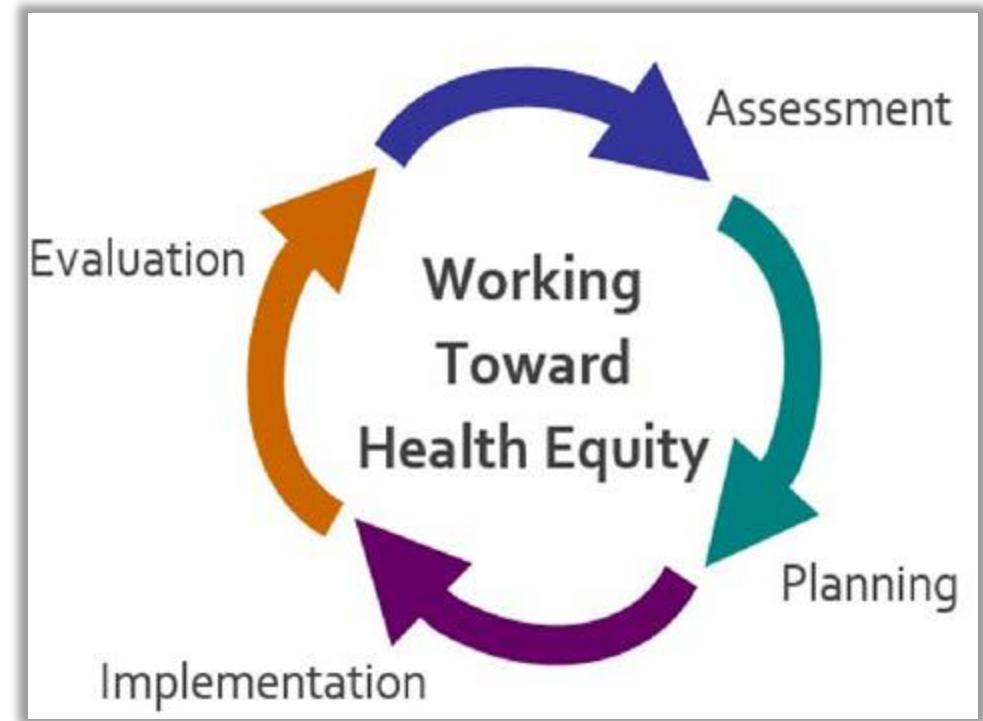 Assessment
Evaluation
Working
Toward
Health Equity
Planning
Implementation